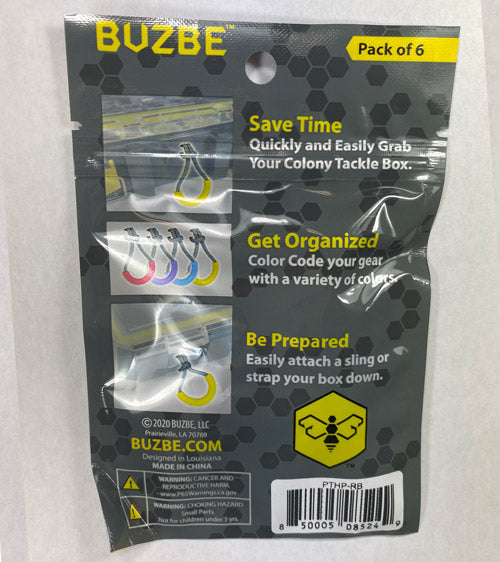 BUZBE™
Pack of 6
Save Time
Quickly and Easily Grab
Your Colony Tackle Box.
Get Organized
Color Code your gear
with a variety of colors.
Be Prepared
Easily attach a sling or
strap your box down.
©2020 BUZBE, LLC
Prairieville, LA 70769
BUZBE.COM
Designed in Louisiana
MADE IN CHINA
WARNING: CANCER AND
REPRODUCTIVE HARM.
- www.P65Warnings.ca.gov
WARNING: CHOKING HAZARD
Small Parts.
Not for children under 3 yrs.
™
PTHP-RB
8 50005 08524 9